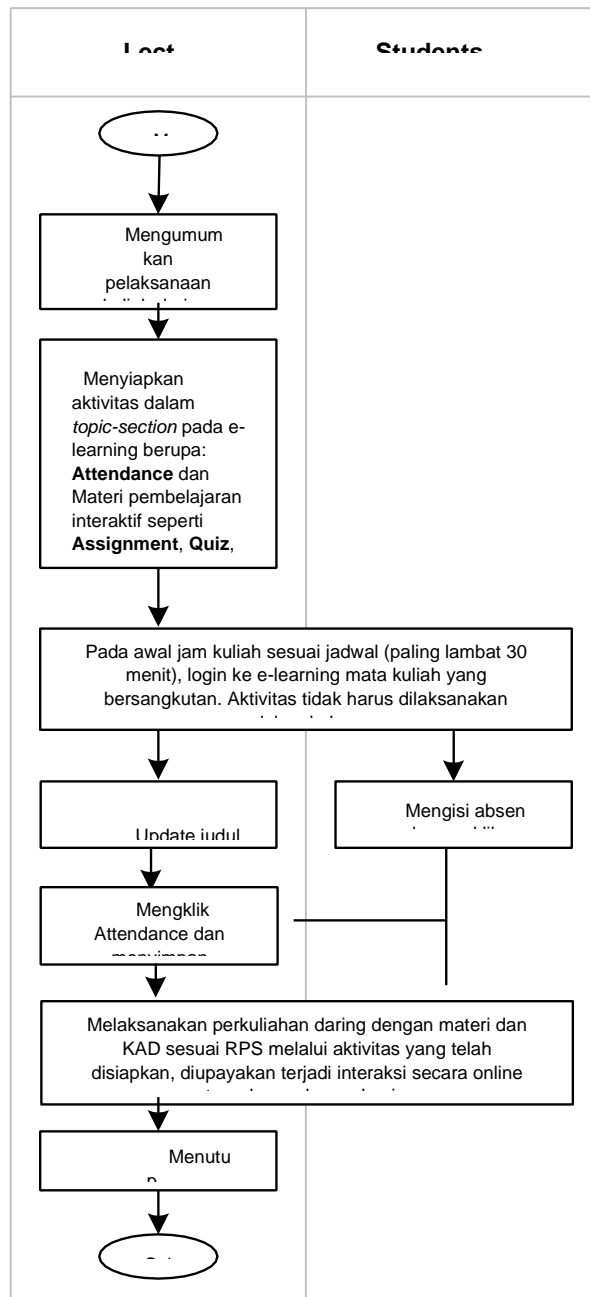 Lect
Students
Mengumum
kan
pelaksanaan
Menyiapkan
aktivitas dalam
topic-section pada e-
learning berupa:
Attendance dan
Materi pembelajaran
interaktif seperti
Assignment, Quiz,
Pada awal jam kuliah sesuai jadwal (paling lambat 30
menit), login ke e-learning mata kuliah yang
bersangkutan. Aktivitas tidak harus dilaksanakan
Update judul
Mengisi absen
Mengklik
Attendance dan
menyimpan
Melaksanakan perkuliahan daring dengan materi dan
KAD sesuai RPS melalui aktivitas yang telah
disiapkan, diupayakan terjadi interaksi secara online
Menutu
p